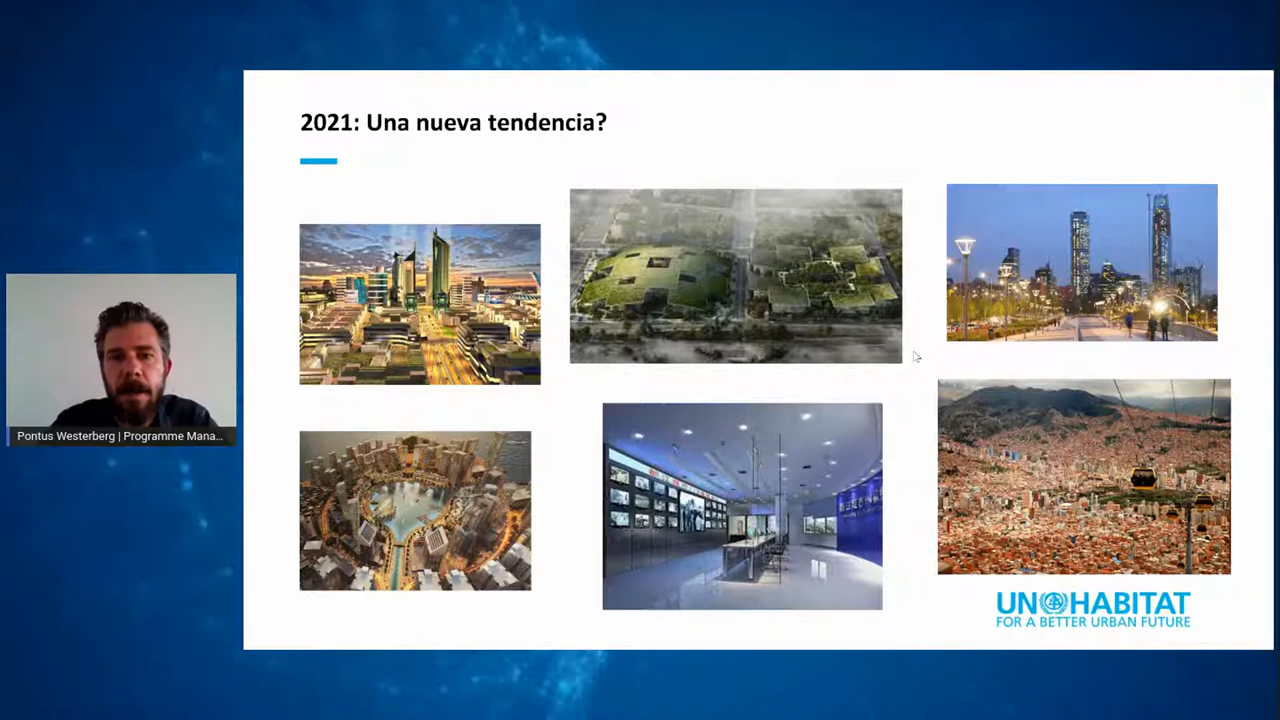 2021: Una nueva tendencia?
Pontus Westerberg | Programme Mana...
UN HABITAT
FOR A BETTER URBAN FUTURE